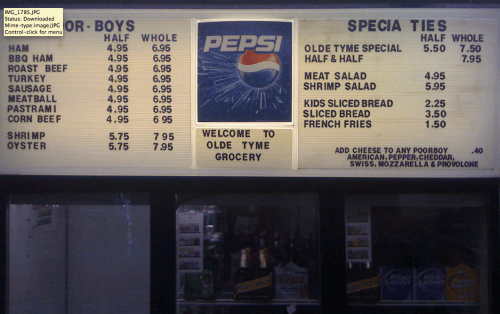 IMG_1785.JPG
Status: Downloaded
Mime-type image/JPG
Control-click for menu
OR-BOYS
HALF WHOLE
HAM 4.95 6.95
BBQ HAM 4.95 6.95
ROAST BEEF 4.95 6.95
TURKEY 4.95 6.95
SAUSAGE 4.95 6.95
MEATBALL 4.95 6.95
PASTRAMI 4.95 6.95
CORN BEEF 4.95 6 95
SHRIMP 5.75 7 95
OYSTER 5.75 7.95
PEPSI
WELCOME TO
OLDE TYME
GROCERY
SPECIA TIES
HALF WHOLE
OLDE TYME SPECIAL 5.50 7.50
HALF & HALF 7.95
MEAT SALAD 4.95
SHRIMP SALAD 5.95
KIDS SLICED BREAD 2.25
SLICED BREAD 3.50
FRENCH FRIES 1.50
ADD CHEESE TO ANY POORBOY .40
AMERICAN, PEPPER, CHEDDAR,
SWISS, MOZZARELLA & PROVOLONE
BUD LIGHT
BUD LIGHT